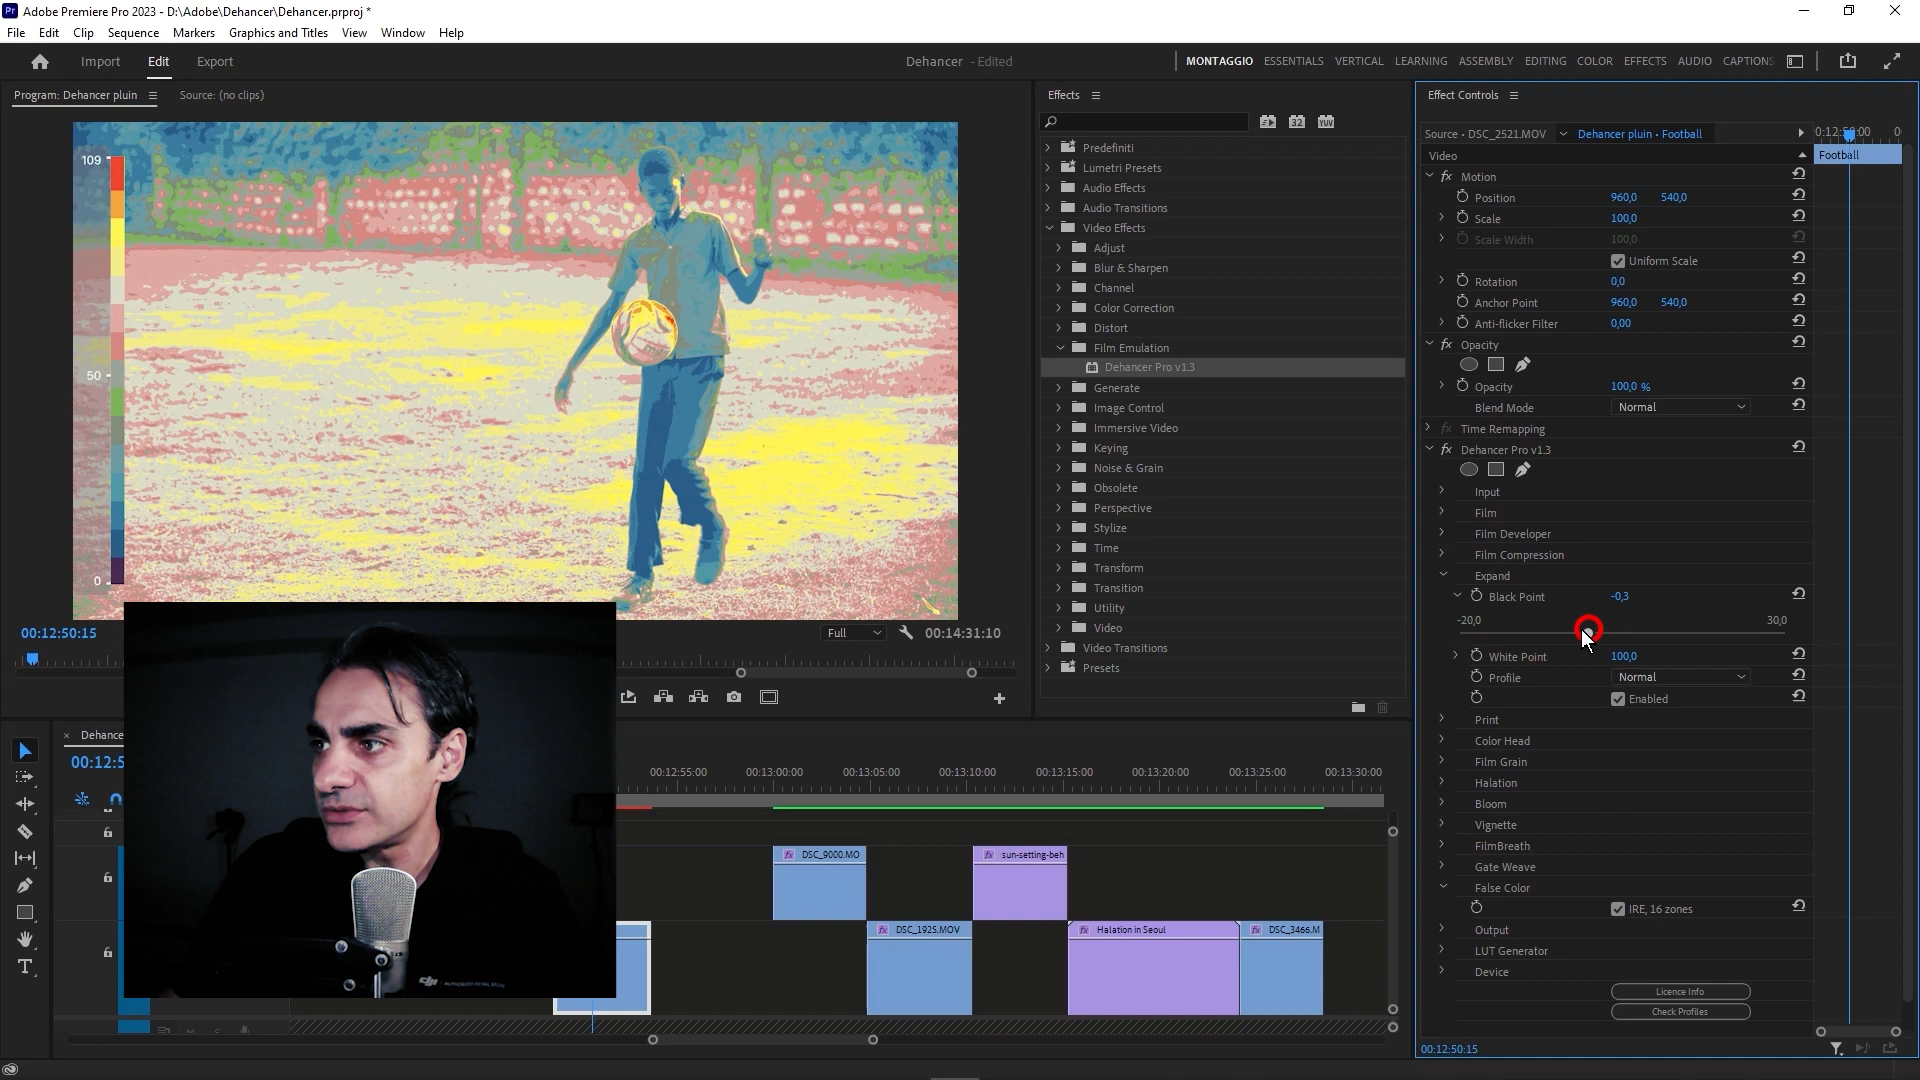 Adobe Premiere Pro 2023 - D:\Adobe\Dehancer\Dehancer.prproj *
File Edit Clip Sequence Markers Graphics and Titles View Window Help
Import Edit Export
Dehancer - Edited
MONTAGGIO ESSENTIALS VERTICAL LEARNING ASSEMBLY EDITING COLOR EFFECTS AUDIO CAPTIONS
Program: Dehancer pluin
Source: (no clips)
109
50
0
00:12:50:15
Full
00:14:31:10
Effects
Predefiniti
Lumetri Presets
Audio Effects
Audio Transitions
Video Effects
Adjust
Blur & Sharpen
Channel
Color Correction
Distort
Film Emulation
Dehancer Pro v1.3
Generate
Image Control
Immersive Video
Keying
Noise & Grain
Obsolete
Perspective
Stylize
Time
Transform
Transition
Utility
Video
Video Transitions
Presets
Effect Controls
Source • DSC_2521.MOV
Dehancer pluin • Football
Video
Football
Motion
Position 960,0 540,0
Scale 100,0
Scale Width 100,0
Uniform Scale
Rotation 0,0
Anchor Point 960,0 540,0
Anti-flicker Filter 0,00
Opacity
Opacity 100,0 %
Blend Mode Normal
Time Remapping
Dehancer Pro v1.3
Input
Film
Film Developer
Film Compression
Expand
Black Point -0,3
-20,0 30,0
White Point 100,0
Profile Normal
Enabled
Print
Color Head
Film Grain
Halation
Bloom
Vignette
FilmBreath
Gate Weave
False Color
IRE, 16 zones
Output
LUT Generator
Device
Licence Info
Check Profiles
00:12:50:15
Dehance
00:12:5
00:12:55:00 00:13:00:00 00:13:05:00 00:13:10:00 00:13:15:00 00:13:20:00 00:13:25:00 00:13:30:00
fx DSC_9000.MO
fx sun-setting-beh
fx DSC_1925.MOV
fx Halation in Seoul
fx DSC_3466.M
dji